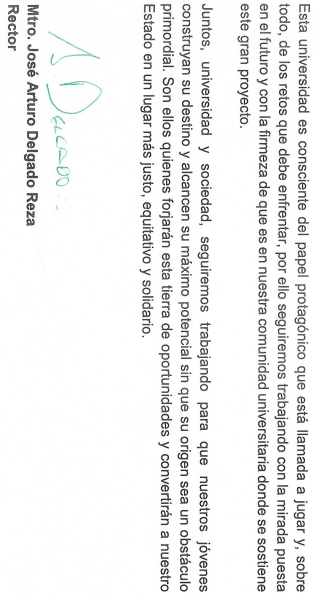 Esta universidad es consciente del papel protagónico que está llamada a jugar y, sobre
todo, de los retos que debe enfrentar, por ello seguiremos trabajando con la mirada puesta
en el futuro y con la firmeza de que es en nuestra comunidad universitaria donde se sostiene
este gran proyecto.
Juntos, universidad y sociedad, seguiremos trabajando para que nuestros jóvenes
construyan su destino y alcancen su máximo potencial sin que su origen sea un obstáculo
primordial. Son ellos quienes forjarán esta tierra de oportunidades y convertirán a nuestro
Estado en un lugar más justo, equitativo y solidario.
A. DELGADO
Mtro. José Arturo Delgado Reza
Rector